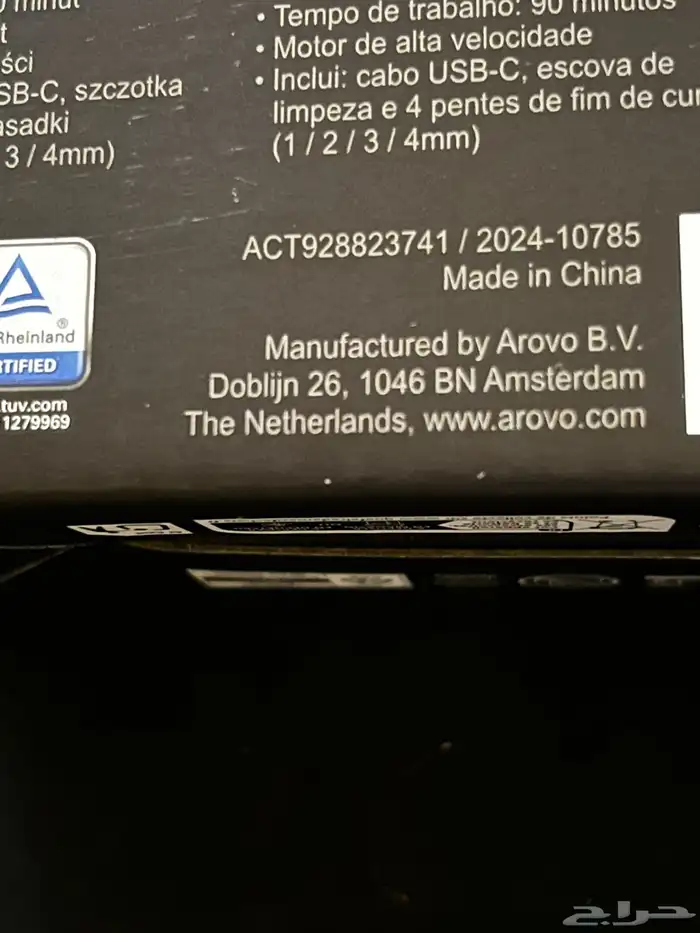 minut
ści
SB-C, szczotka
asadki
3 / 4mm)
• Tempo de trabalho: 90 minutos
• Motor de alta velocidade
• Inclui: cabo USB-C, escova de
limpeza e 4 pentes de fim de cur
(1 / 2 / 3 / 4mm)
ACT928823741 / 2024-10785
Made in China
Manufactured by Arovo B.V.
Doblijn 26, 1046 BN Amsterdam
The Netherlands, www.arovo.com
®
Rheinland
TIFIED
tuv.com
1279969
حراج